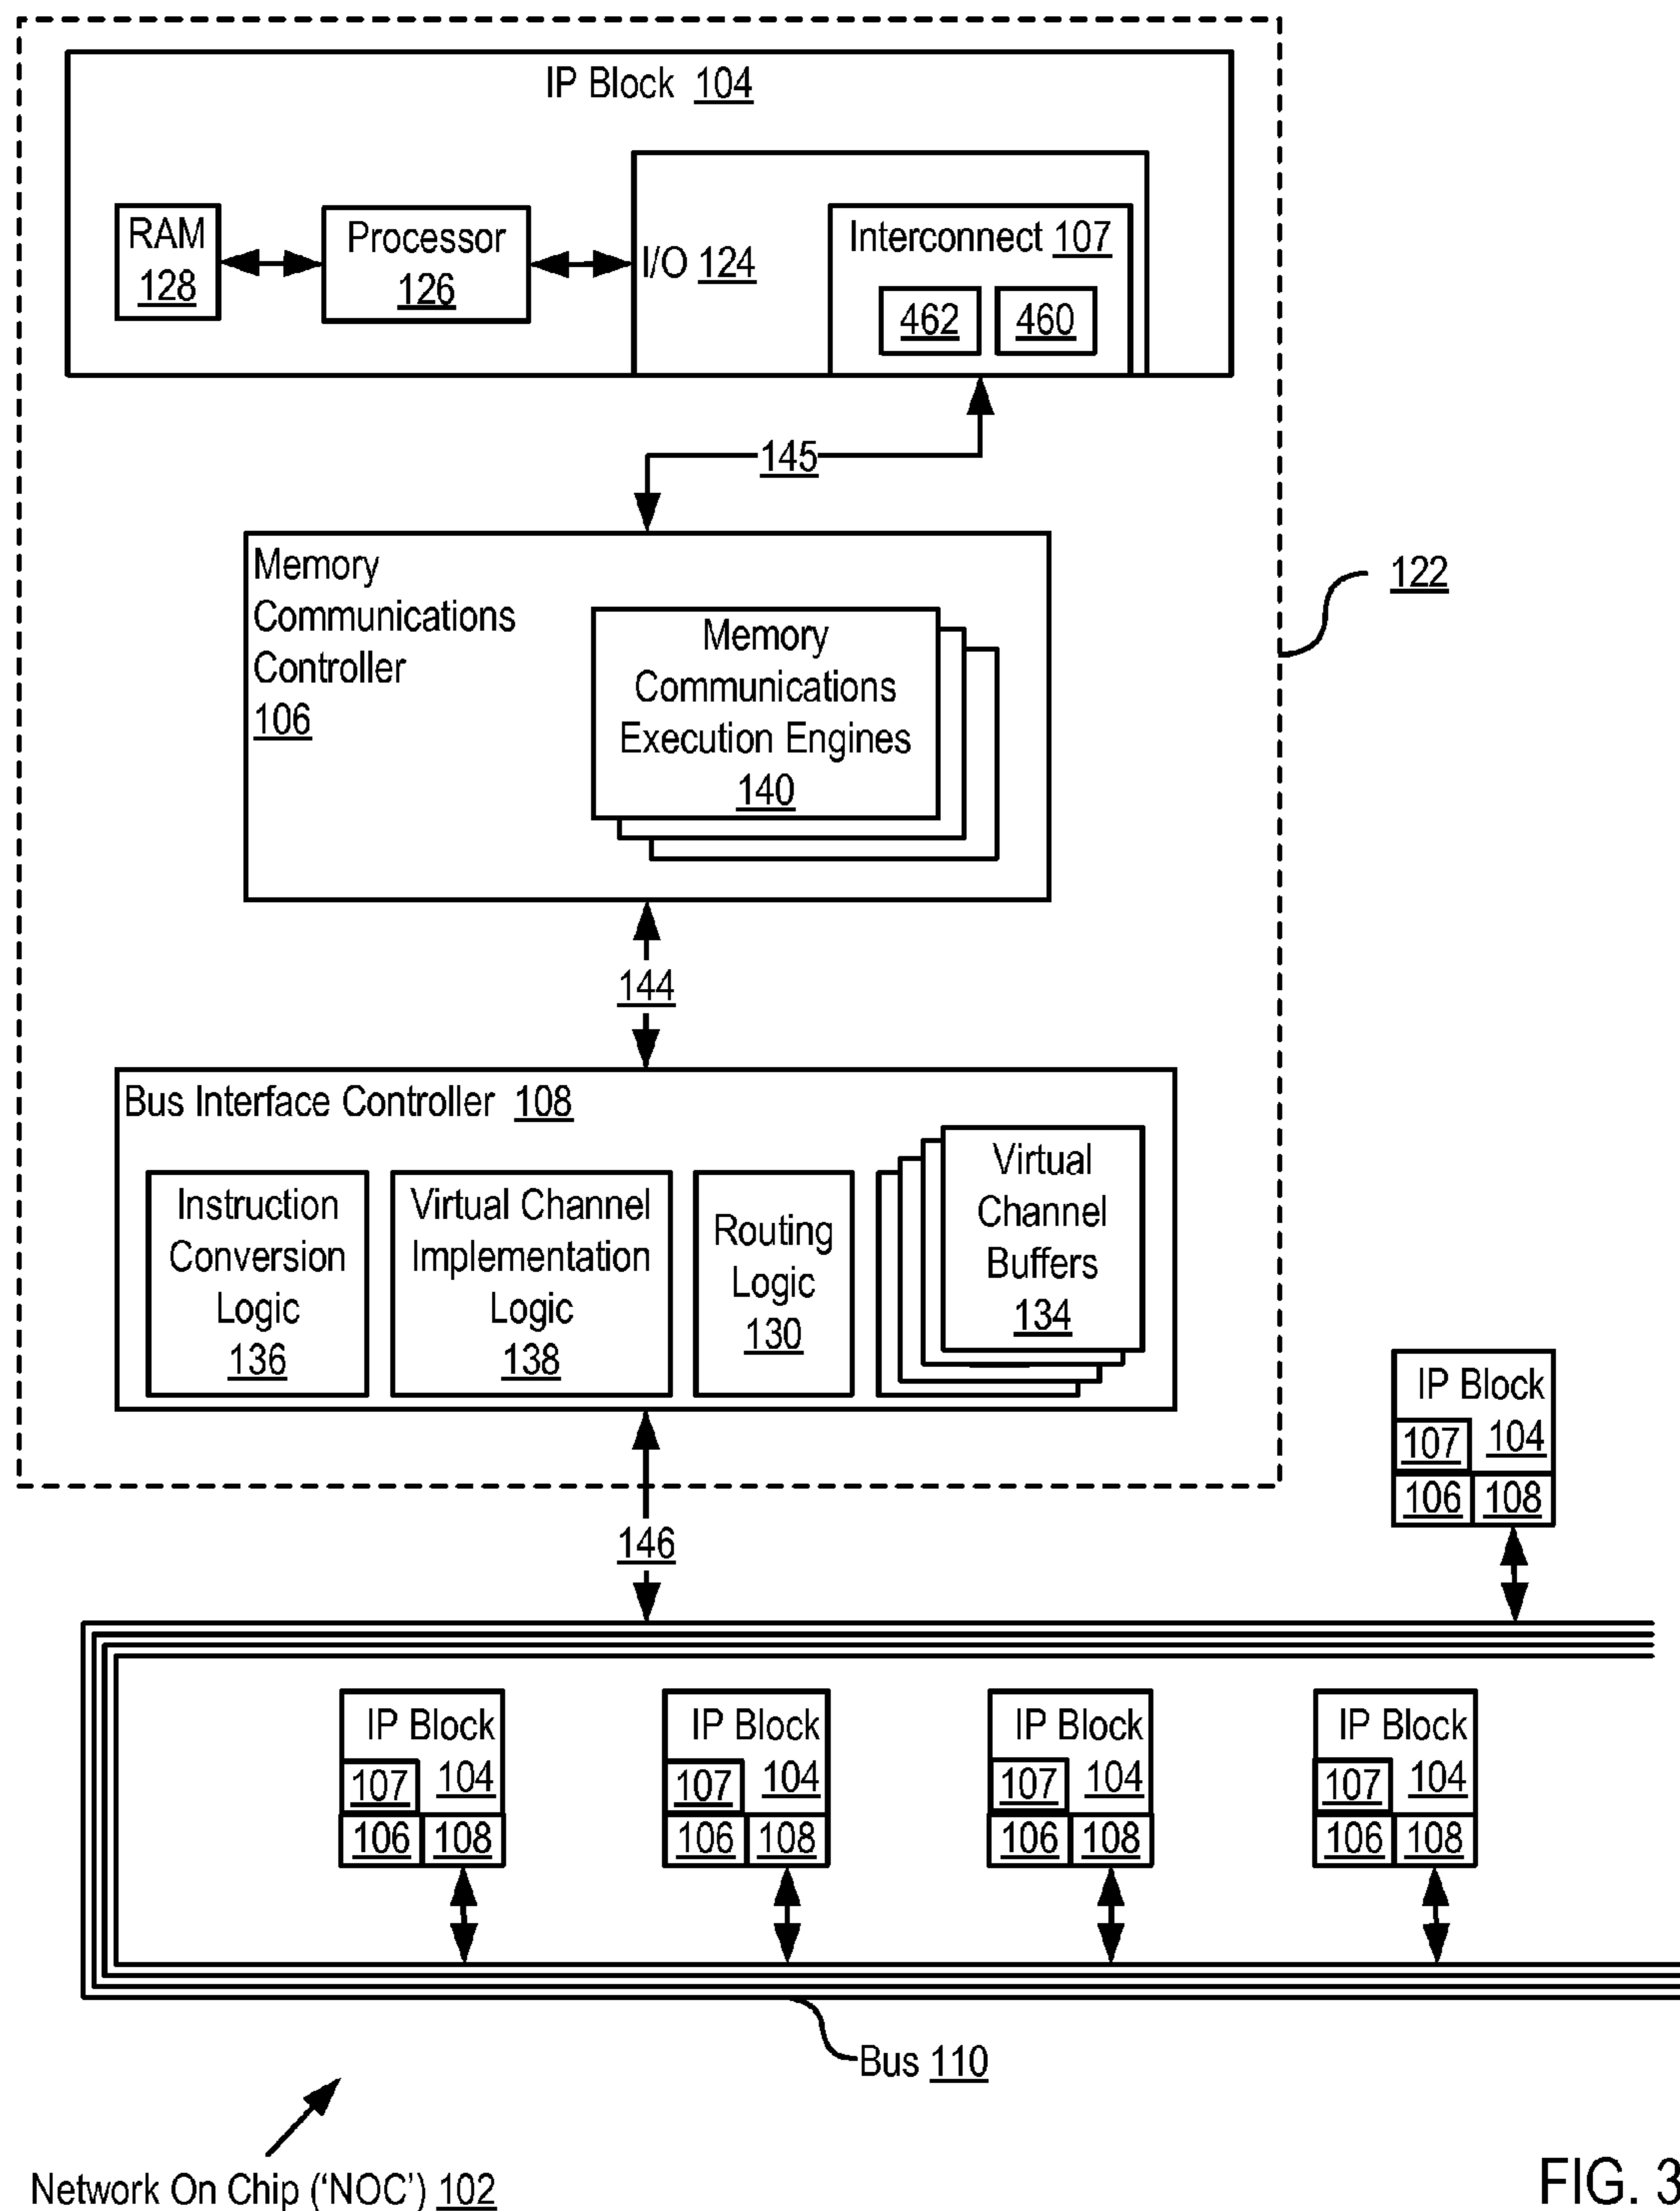 IP Block 104
RAM
128
Processor
126
I/O 124
Interconnect 107
462
460
145
Memory
Communications
Controller
106
Memory
Communications
Execution Engines
140
122
144
Bus Interface Controller 108
Instruction
Conversion
Logic
136
Virtual Channel
Implementation
Logic
138
Routing
Logic
130
Virtual
Channel
Buffers
134
IP Block
107 104
106 108
146
IP Block
107 104
106 108
IP Block
107 104
106 108
IP Block
107 104
106 108
IP Block
107 104
106 108
Bus 110
Network On Chip (‘NOC’) 102
FIG. 3